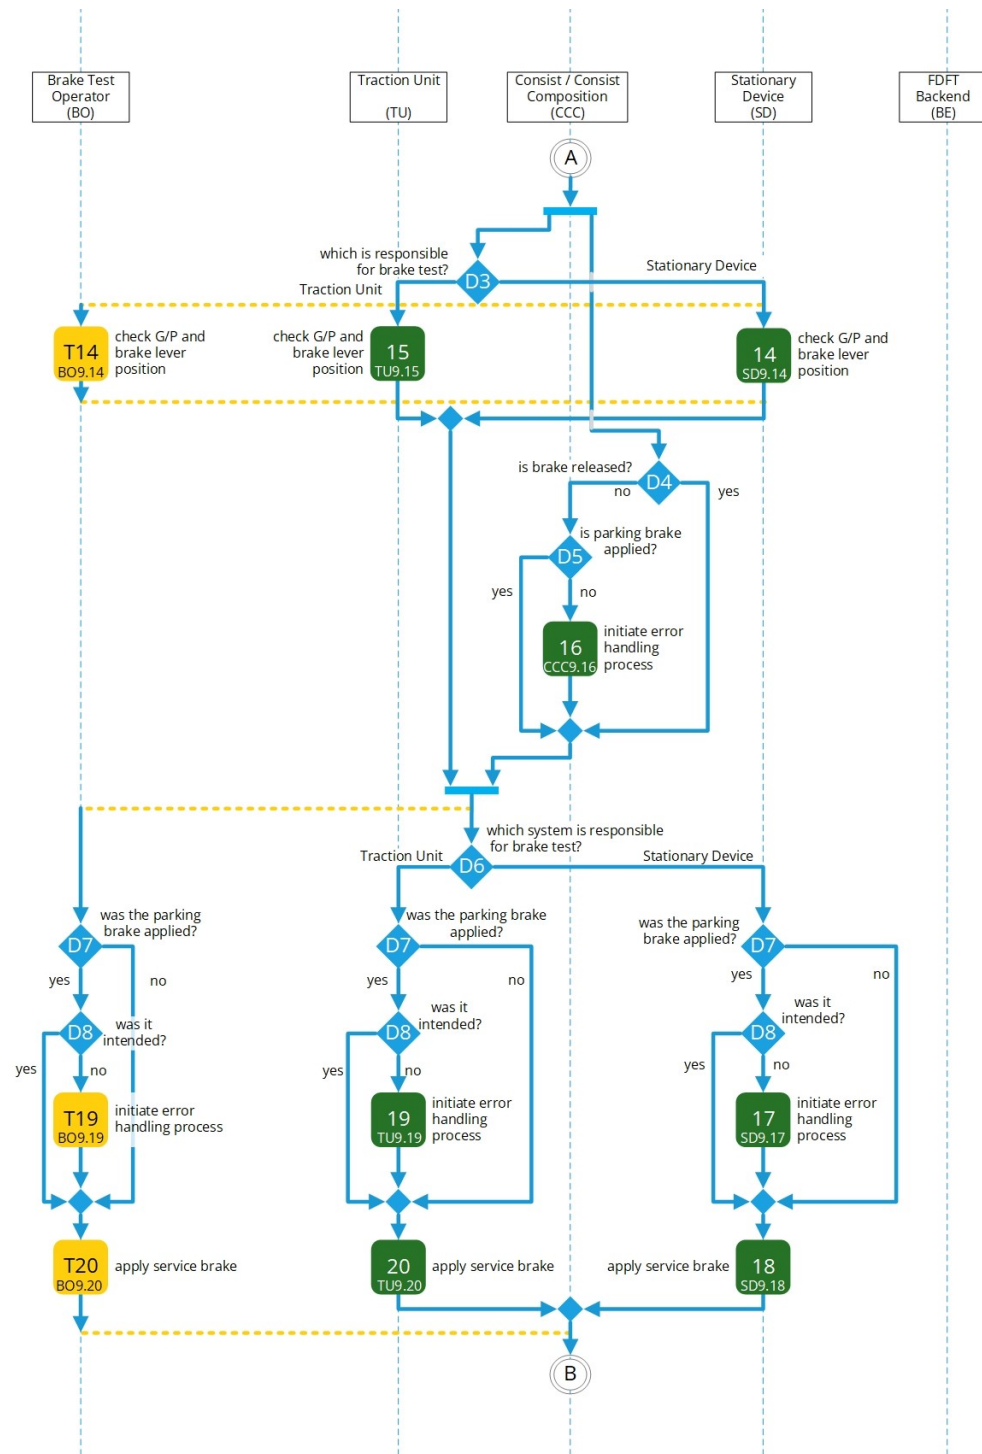 Brake Test
Operator
(BO)
Traction Unit
(TU)
Consist / Consist
Composition
(CCC)
Stationary
Device
(SD)
FDFT
Backend
(BE)
A
which is responsible
for brake test?
D3
Stationary Device
Traction Unit
T14
BO9.14
check G/P and
brake lever
position
check G/P and
brake lever
position
15
TU9.15
14
SD9.14
check G/P and
brake lever
position
is brake released?
D4
no
yes
is parking brake
applied?
D5
yes
no
16
CCC9.16
initiate error
handling
process
which system is responsible
for brake test?
Traction Unit
D6
Stationary Device
was the parking
brake applied?
D7
yes
no
was it
intended?
D8
yes
no
T19
BO9.19
initiate error
handling process
T20
BO9.20
apply service brake
was the parking brake
applied?
D7
yes
no
was it
intended?
D8
yes
no
19
TU9.19
initiate error
handling
process
20
TU9.20
apply service brake
was the parking
brake applied?
D7
yes
no
was it
intended?
D8
yes
no
17
SD9.17
initiate error
handling
process
apply service brake
18
SD9.18
B